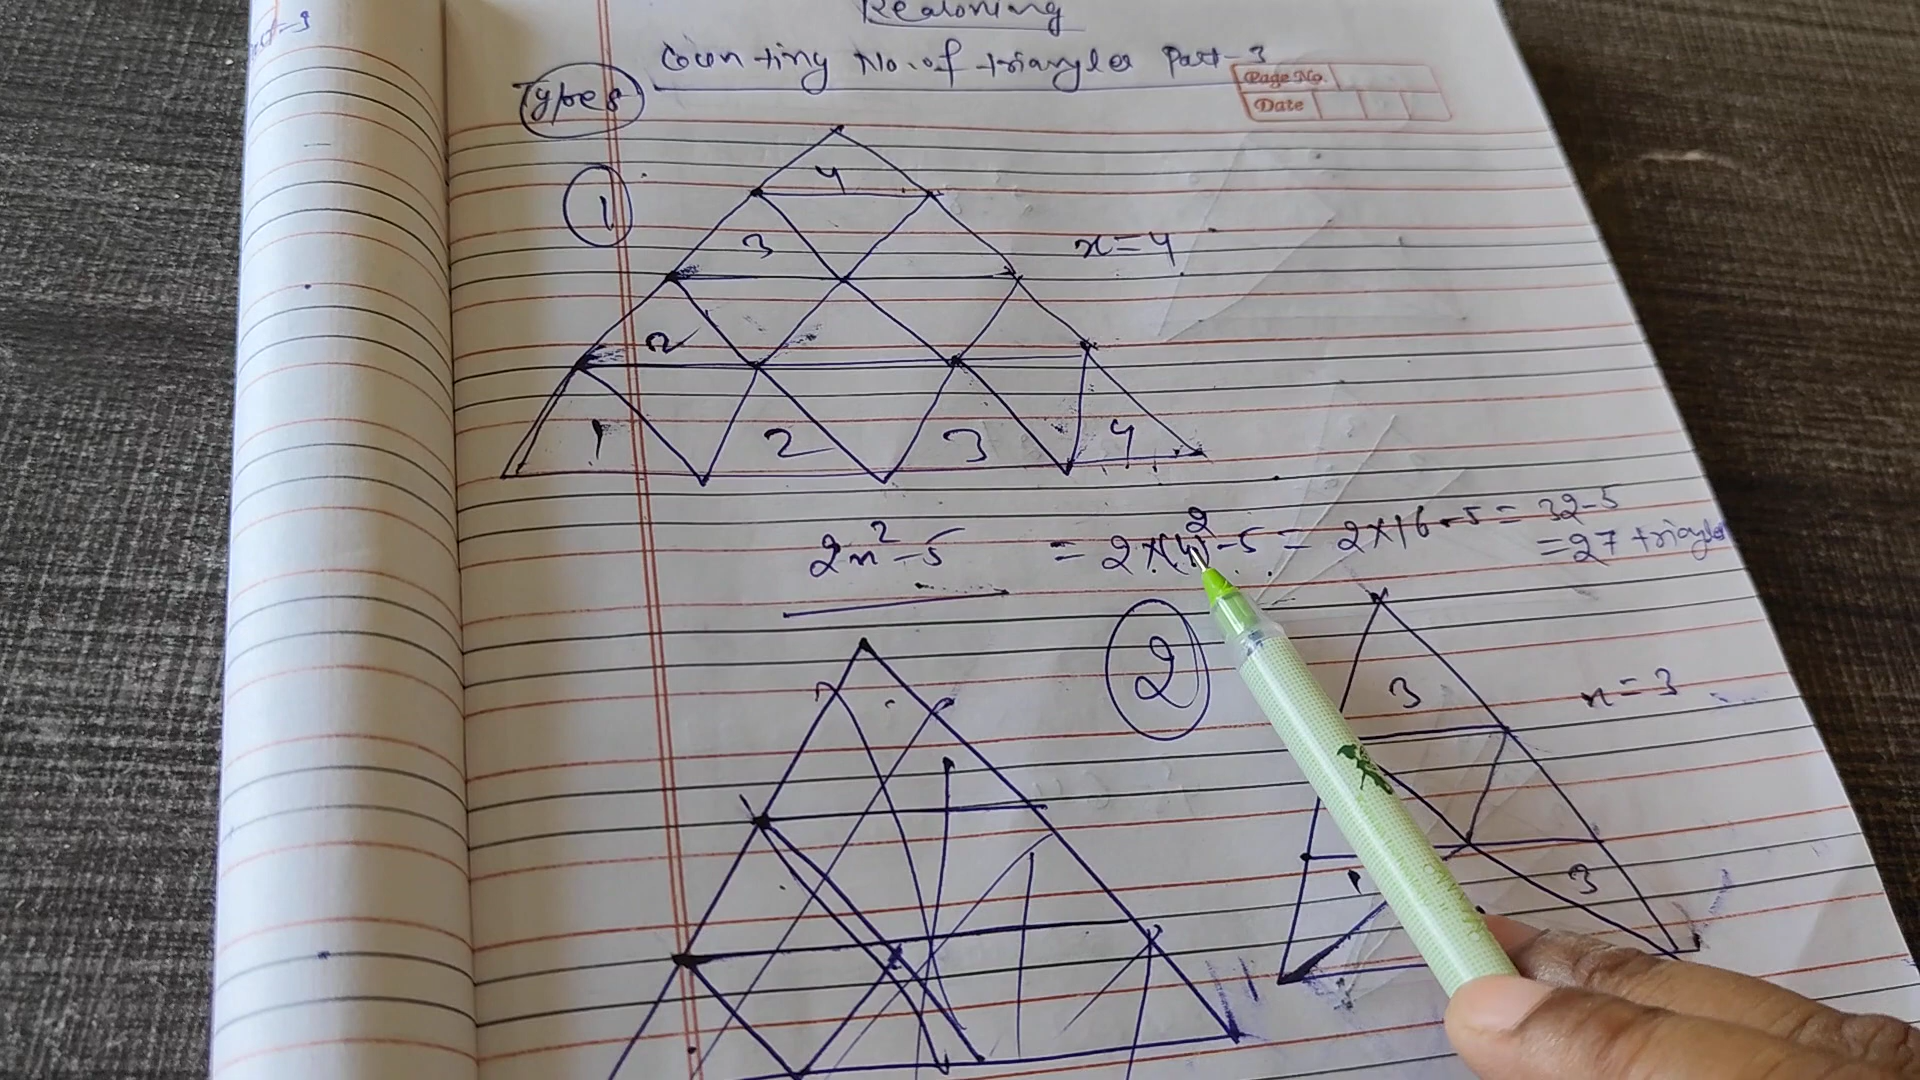 Reasoning
Counting No. of triangles Part-3
Page No.
Date
Types
1
4
3
x=4
2
1 2 3 4
2n²-5 = 2×(4)²-5 = 2×16-5 = 32-5
=27 triangles
2
3
n=3
1
3